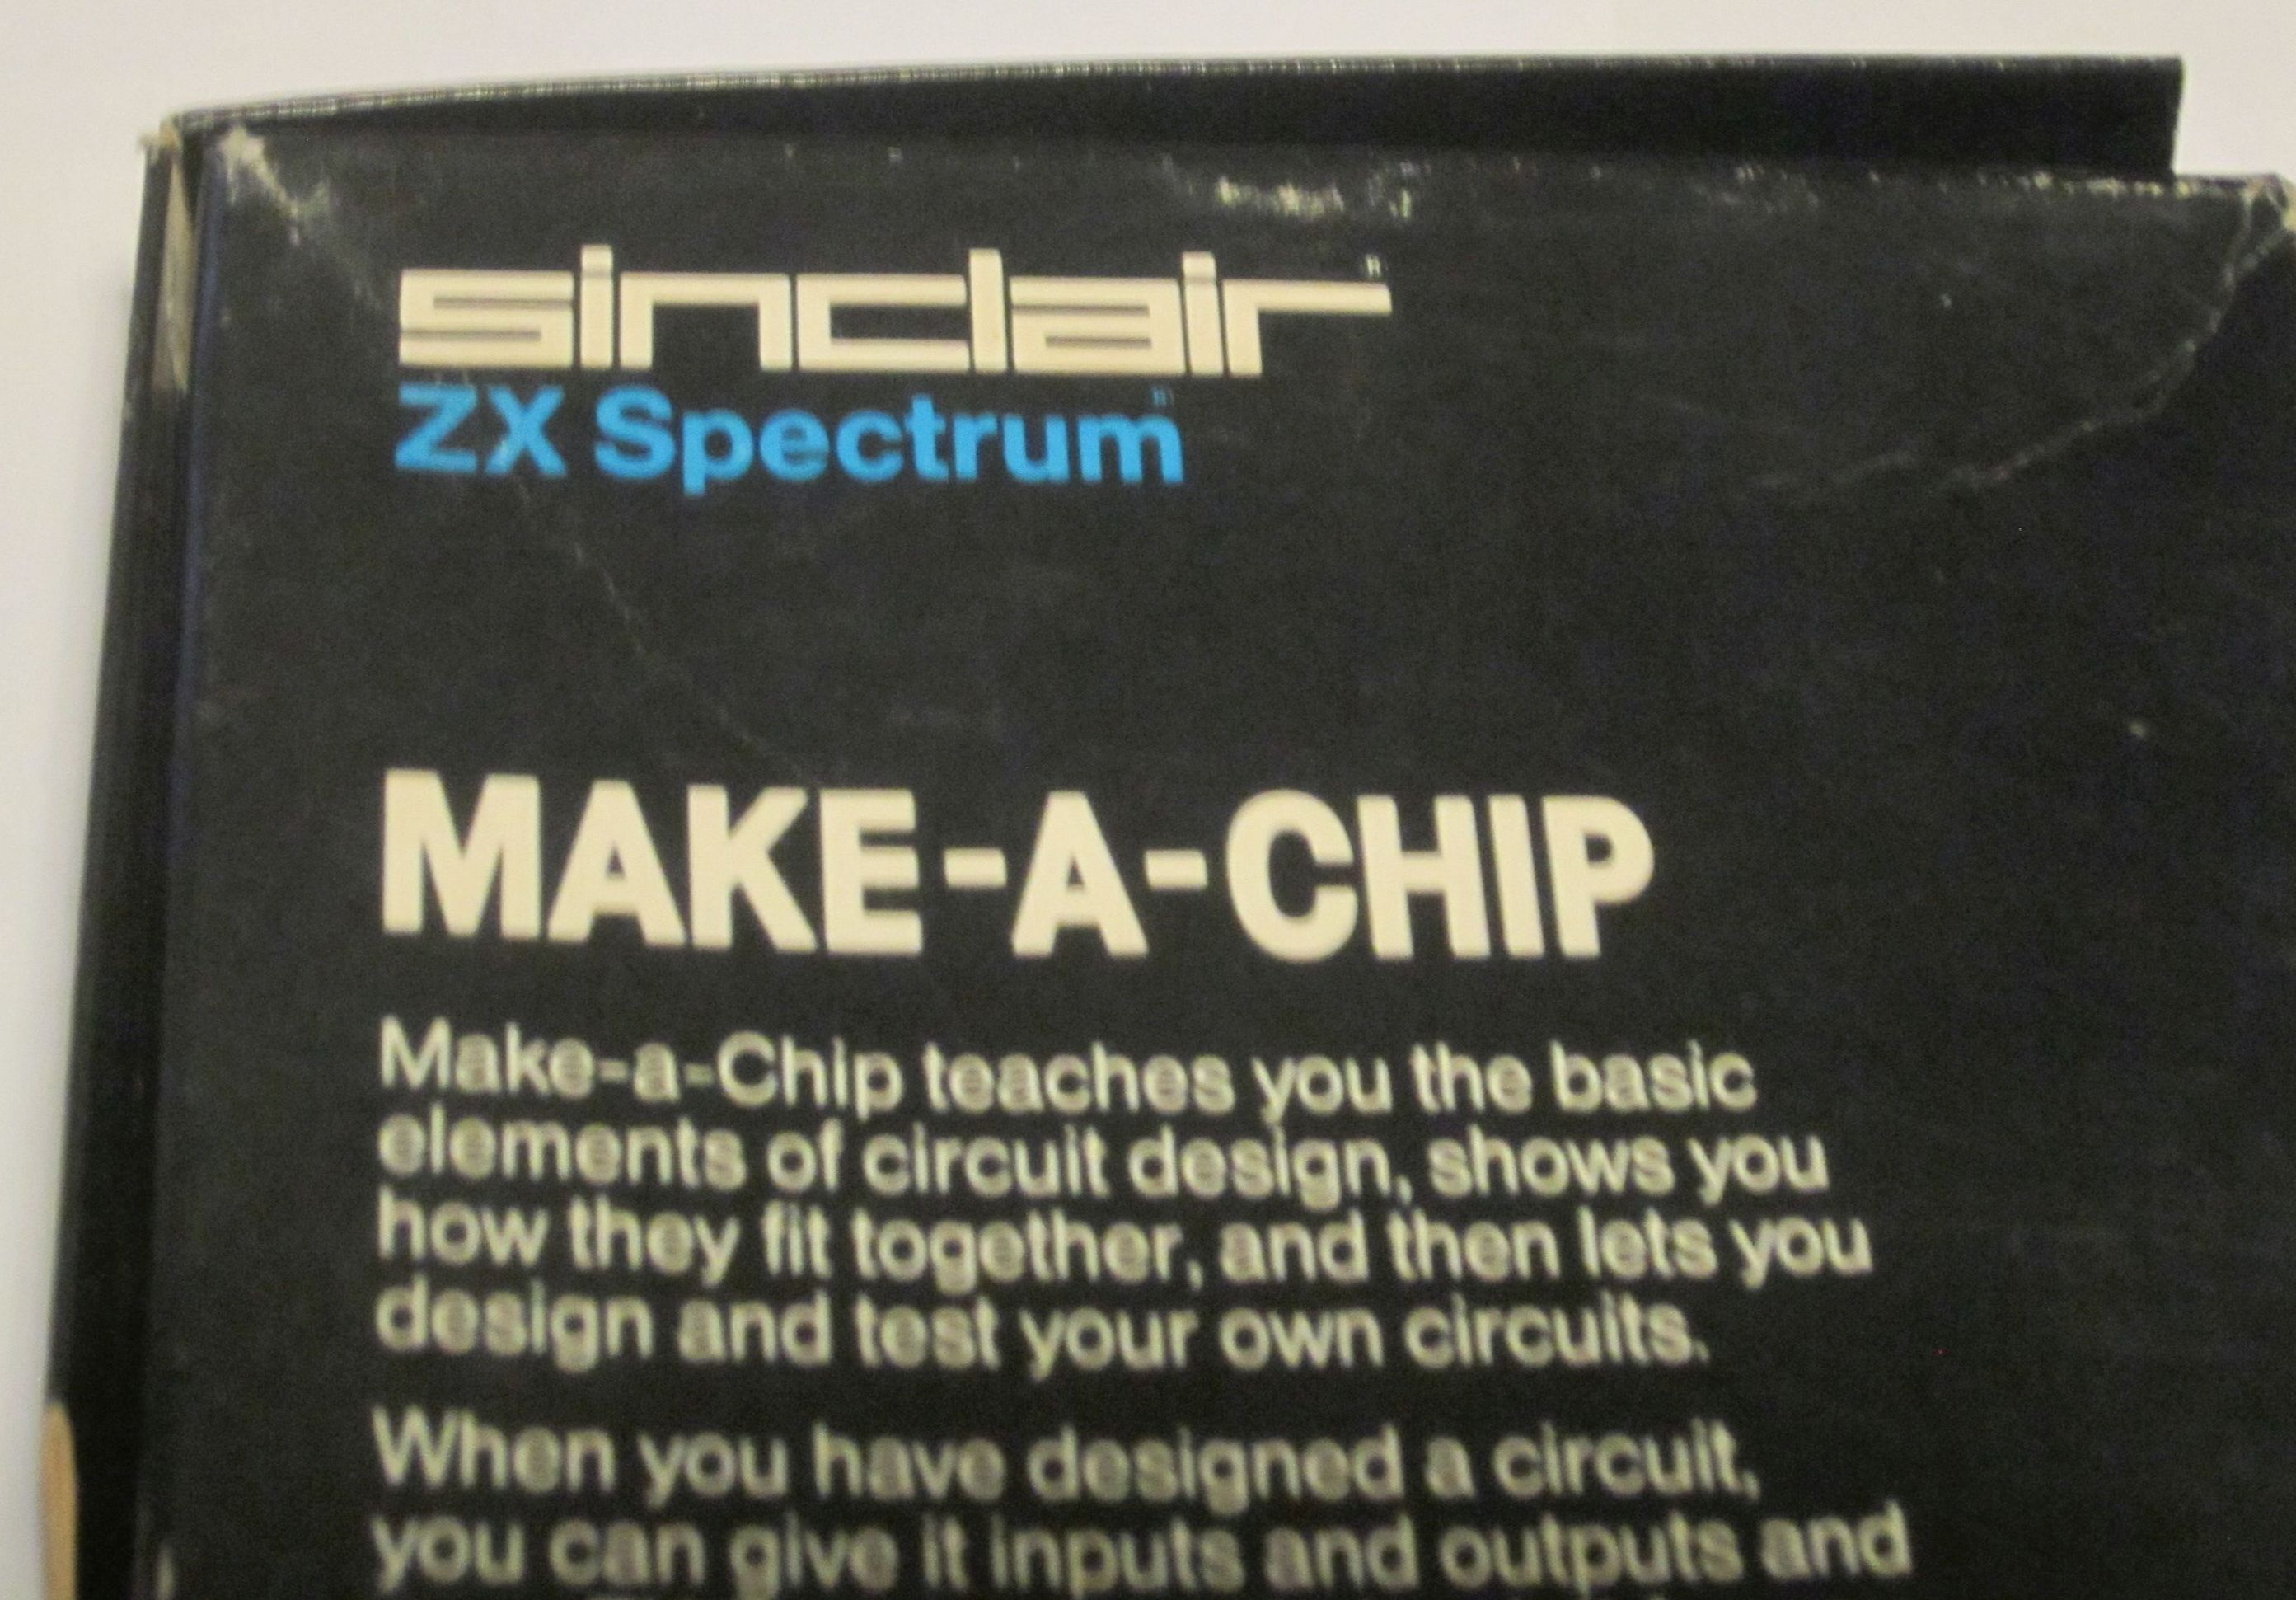 sinclair®
ZX Spectrum®
MAKE-A-CHIP
Make-a-Chip teaches you the basic
elements of circuit design, shows you
how they fit together, and then lets you
design and test your own circuits.
When you have designed a circuit,
you can give it inputs and outputs and